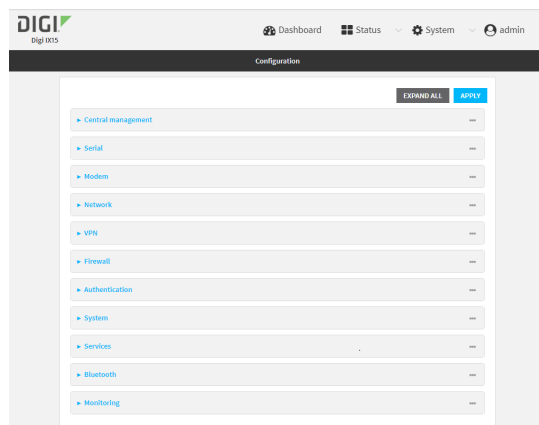 DIGI
Digi IX15
Dashboard Status System admin
Configuration
EXPAND ALL APPLY
Central management
Serial
Modem
Network
VPN
Firewall
Authentication
System
Services
Bluetooth
Monitoring